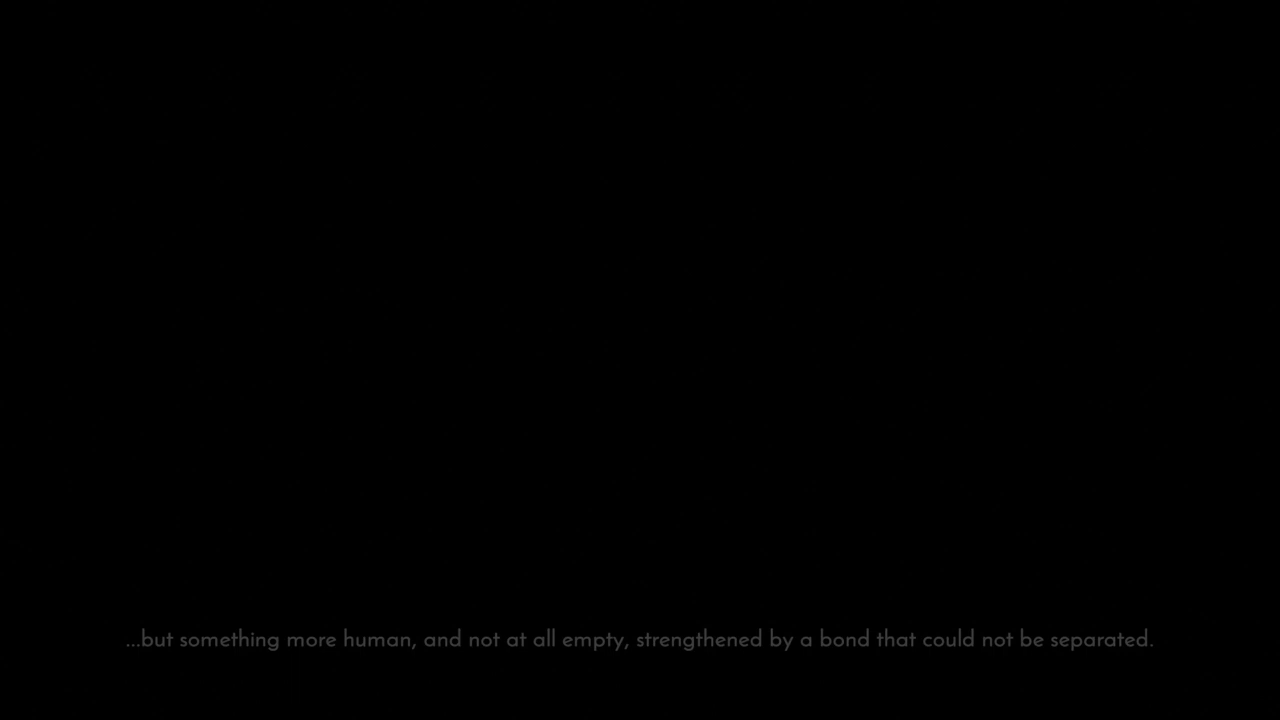 ...but something more human, and not at all empty, strengthened by a bond that could not be separated.